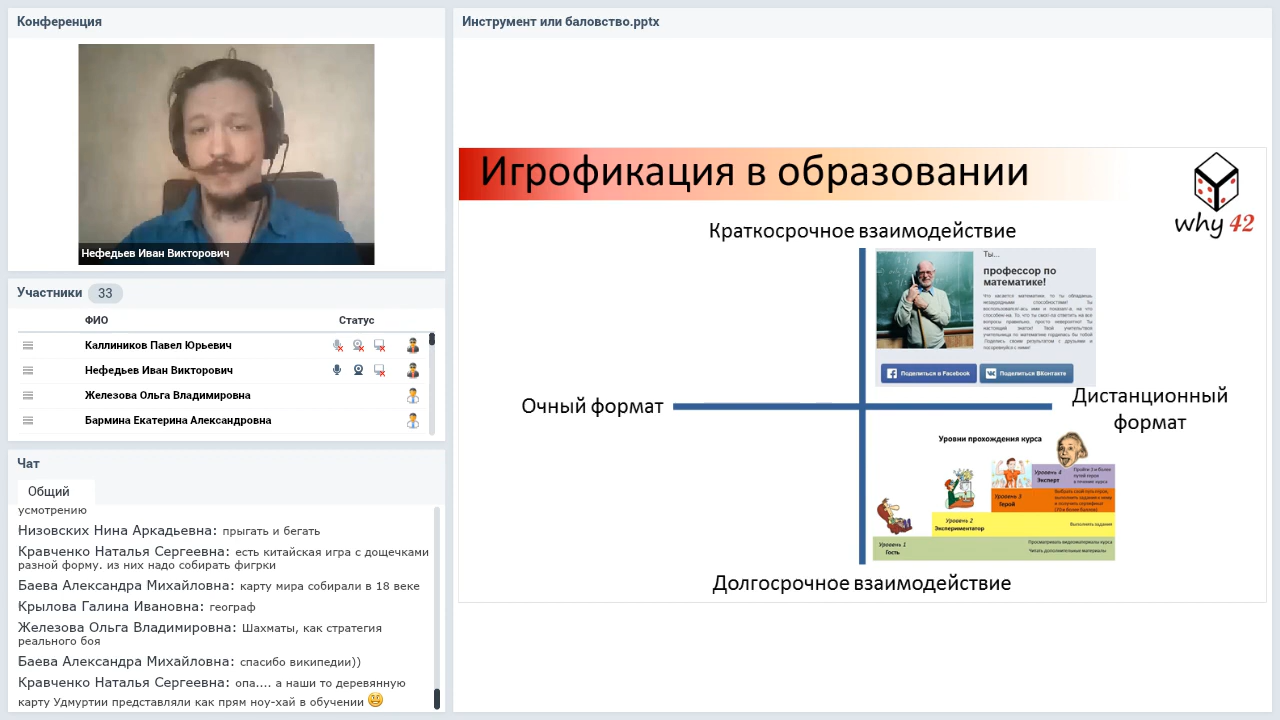 Конференция
Нефедьев Иван Викторович
Участники 33
ФИО Статус
Каллиников Павел Юрьевич
Нефедьев Иван Викторович
Железова Ольга Владимировна
Бармина Екатерина Александровна
Чат
Общий
усмотрению
Низовских Нина Аркадьевна: прыгать и бегать
Кравченко Наталья Сергеевна: есть китайская игра с дощечками
разной форму. из них надо собирать фигрки
Баева Александра Михайловна: карту мира собирали в 18 веке
Крылова Галина Ивановна: географ
Железова Ольга Владимировна: Шахматы, как стратегия
реального боя
Баева Александра Михайловна: спасибо википедии))
Кравченко Наталья Сергеевна: опа.... а наши то деревянную
карту Удмуртии представляли как прям ноу-хай в обучении
Инструмент или баловство.pptx
Игрофикация в образовании
why 42
Краткосрочное взаимодействие
Ты...
профессор по
математике!
Поделиться в Facebook
Поделиться ВКонтакте
Очный формат
Дистанционный
формат
Уровни прохождения курса
Уровень 4
Эксперт
Уровень 3
Герой
Уровень 2
Экспериментатор
Выполнить задания
Уровень 1
Гость
Просматривать видеоматериалы курса
Читать дополнительные материалы
Долгосрочное взаимодействие